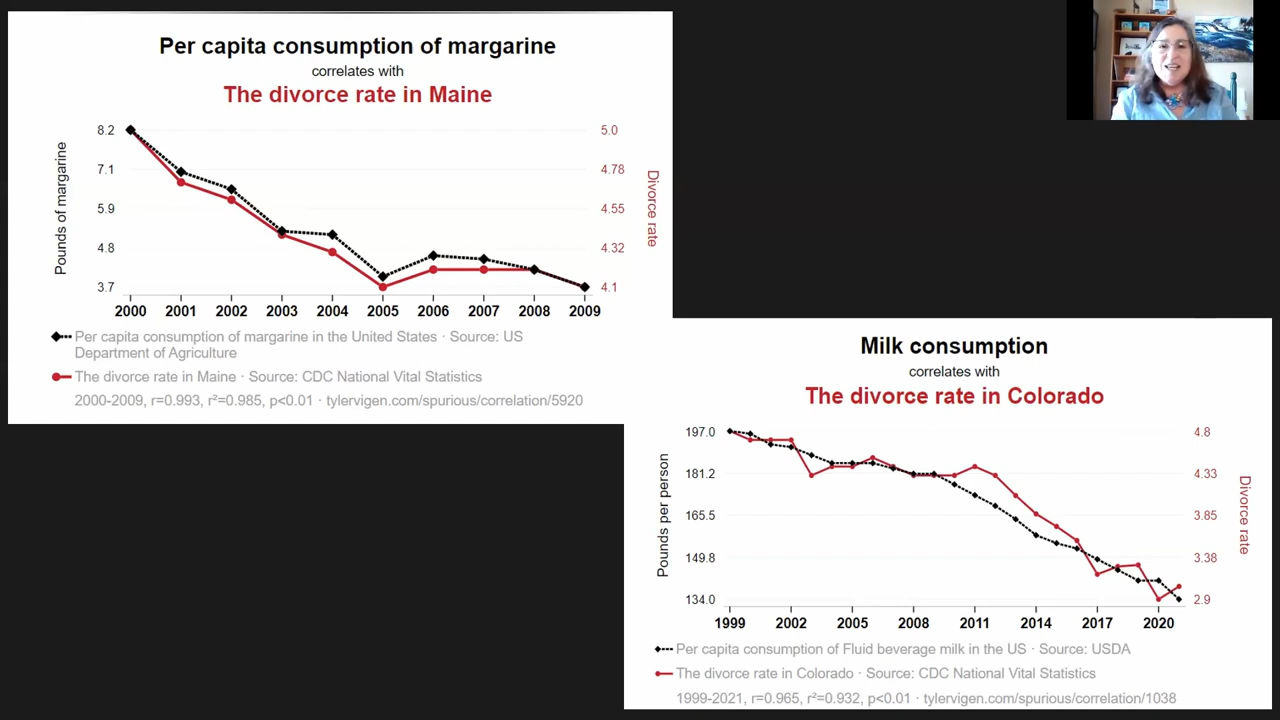 Per capita consumption of margarine
correlates with
The divorce rate in Maine
Pounds of margarine
8.2
7.1
5.9
4.8
3.7
5.0
4.78
4.55
4.32
4.1
Divorce rate
2000 2001 2002 2003 2004 2005 2006 2007 2008 2009
Per capita consumption of margarine in the United States · Source: US
Department of Agriculture
The divorce rate in Maine · Source: CDC National Vital Statistics
2000-2009, r=0.993, r²=0.985, p<0.01 · tylervigen.com/spurious/correlation/5920
Milk consumption
correlates with
The divorce rate in Colorado
Pounds per person
197.0
181.2
165.5
149.8
134.0
4.8
4.33
3.85
3.38
2.9
Divorce rate
1999 2002 2005 2008 2011 2014 2017 2020
Per capita consumption of Fluid beverage milk in the US · Source: USDA
The divorce rate in Colorado · Source: CDC National Vital Statistics
1999-2021, r=0.965, r²=0.932, p<0.01 · tylervigen.com/spurious/correlation/1038